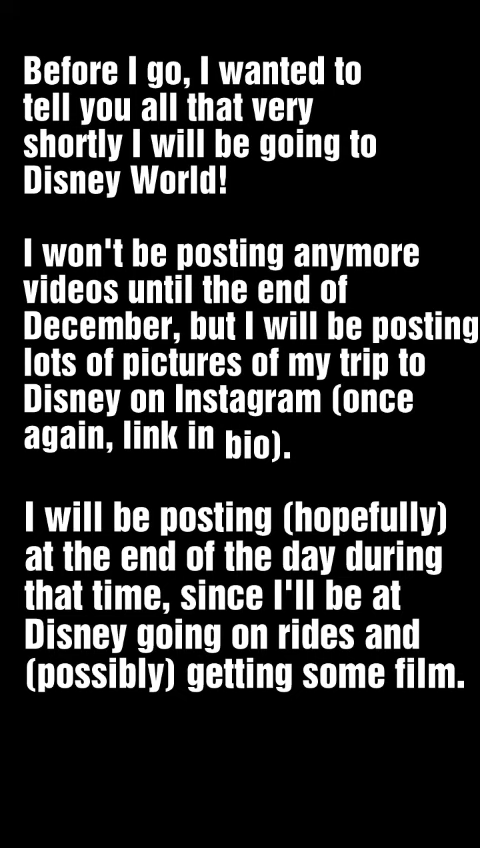 Before I go, I wanted to
tell you all that very
shortly I will be going to
Disney World!
I won't be posting anymore
videos until the end of
December, but I will be posting
lots of pictures of my trip to
Disney on Instagram (once
again, link in bio).
I will be posting (hopefully)
at the end of the day during
that time, since I'll be at
Disney going on rides and
(possibly) getting some film.